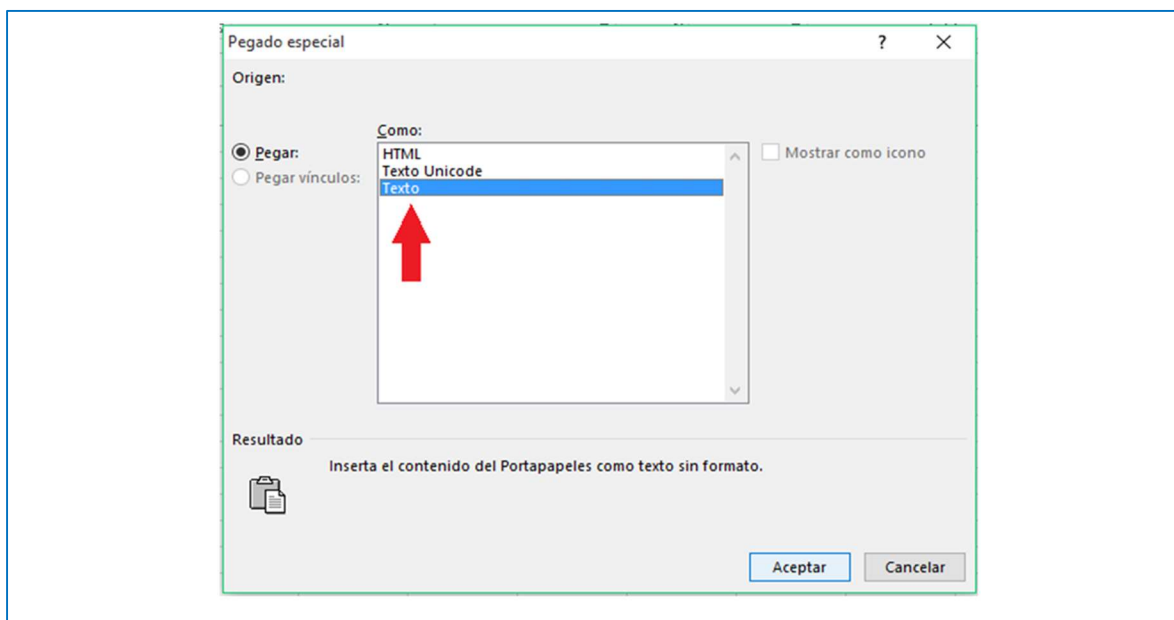 Pegado especial
?
Origen:
Como:
Pegar:
HTML
Mostrar como icono
Texto Unicode
Pegar vínculos:
Texto
Resultado
Inserta el contenido del Portapapeles como texto sin formato.
Aceptar
Cancelar